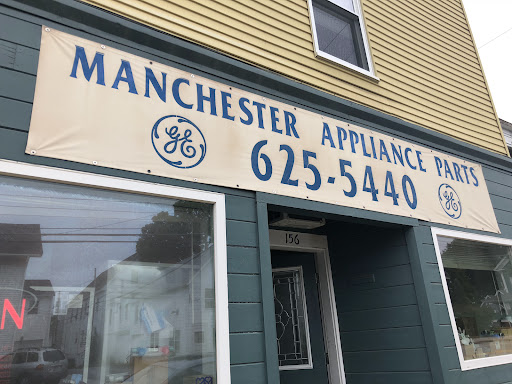 MANCHESTER APPLIANCE PARTS
GE 625-5440 GE
156
N